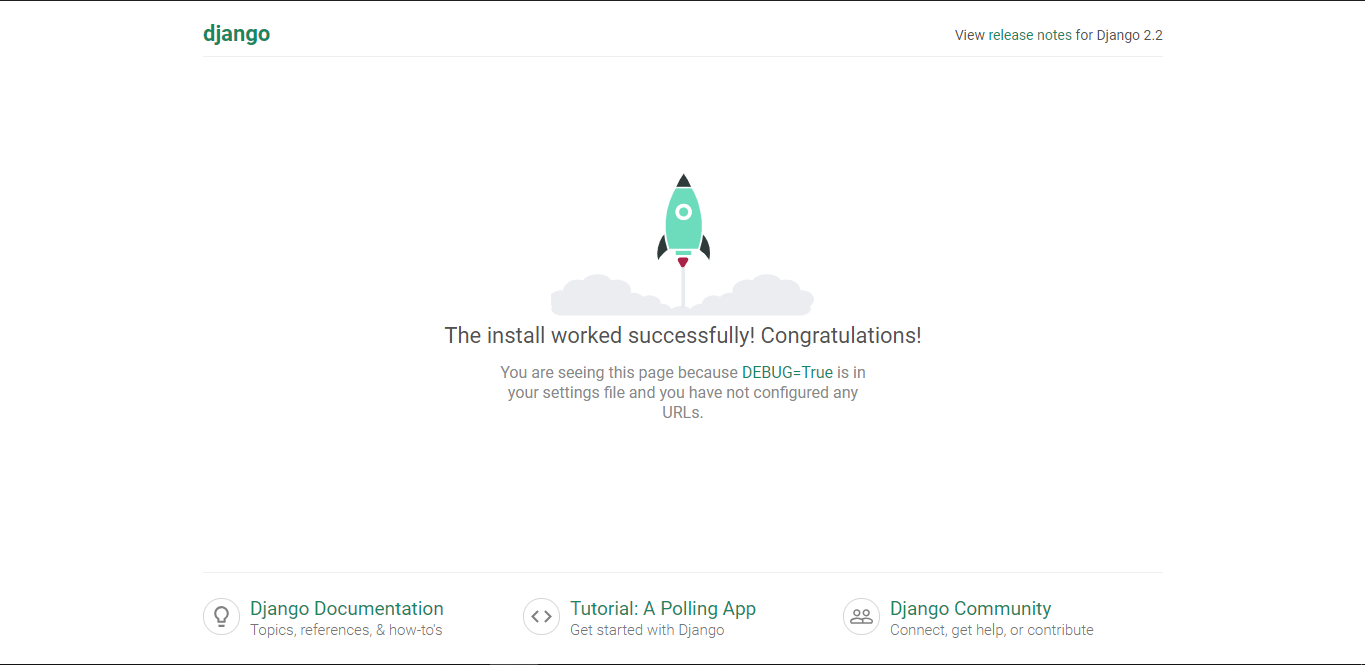 django
View release notes for Django 2.2
The install worked successfully! Congratulations!
You are seeing this page because DEBUG=True is in
your settings file and you have not configured any
URLs.
Django Documentation
Topics, references, & how-to's
Tutorial: A Polling App
Get started with Django
Django Community
Connect, get help, or contribute